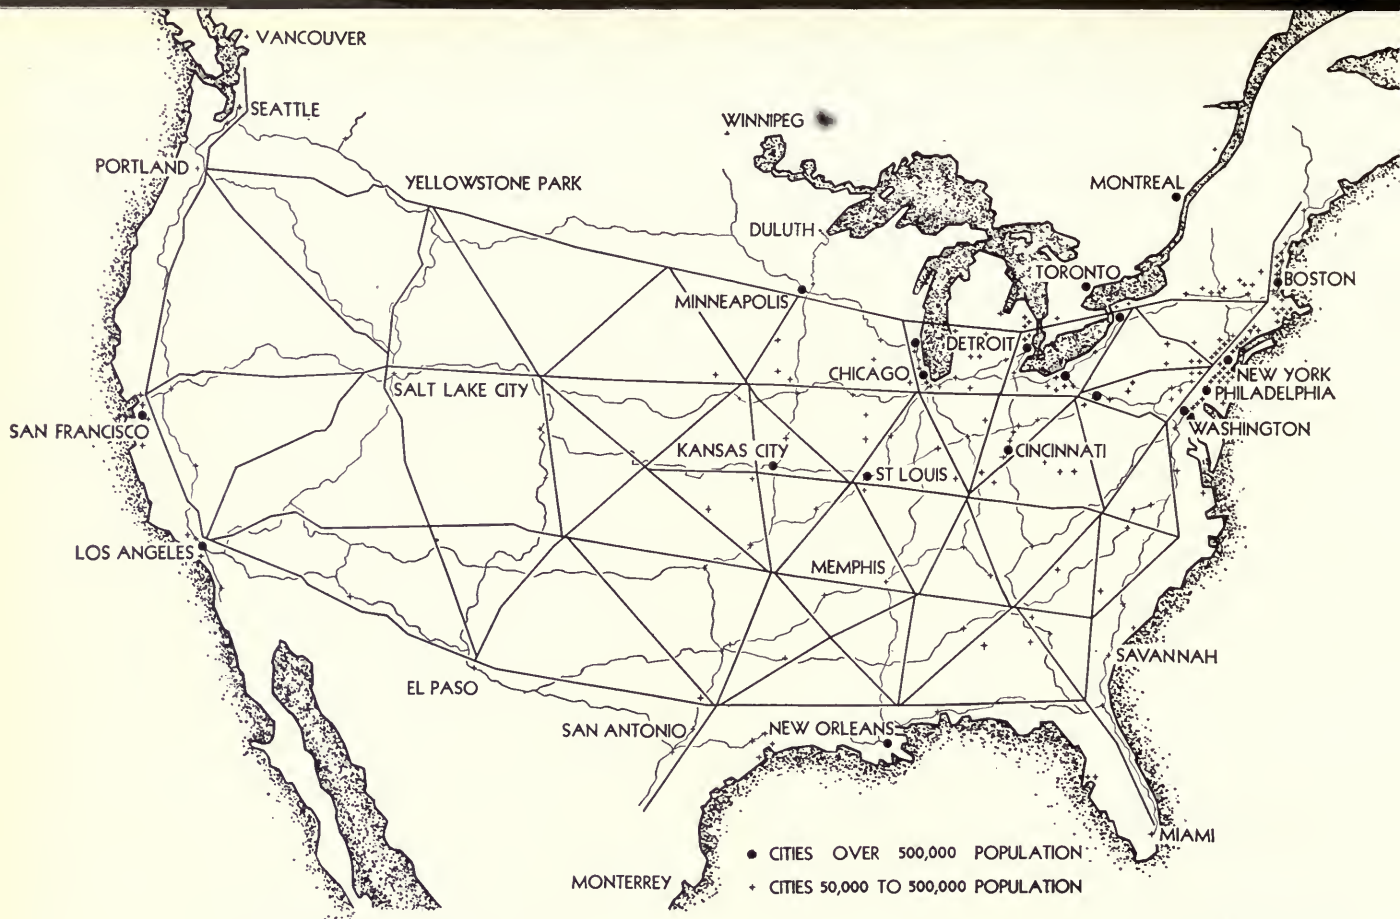 VANCOUVER
SEATTLE
WINNIPEG
PORTLAND
YELLOWSTONE PARK
MONTREAL
DULUTH
TORONTO
BOSTON
MINNEAPOLIS
DETROIT
CHICAGO
NEW YORK
SALT LAKE CITY
PHILADELPHIA
SAN FRANCISCO
WASHINGTON
KANSAS CITY
CINCINNATI
ST LOUIS
LOS ANGELES
MEMPHIS
SAVANNAH
EL PASO
SAN ANTONIO
NEW ORLEANS
MIAMI
CITIES OVER 500,000 POPULATION
MONTERREY
CITIES 50,000 TO 500,000 POPULATION